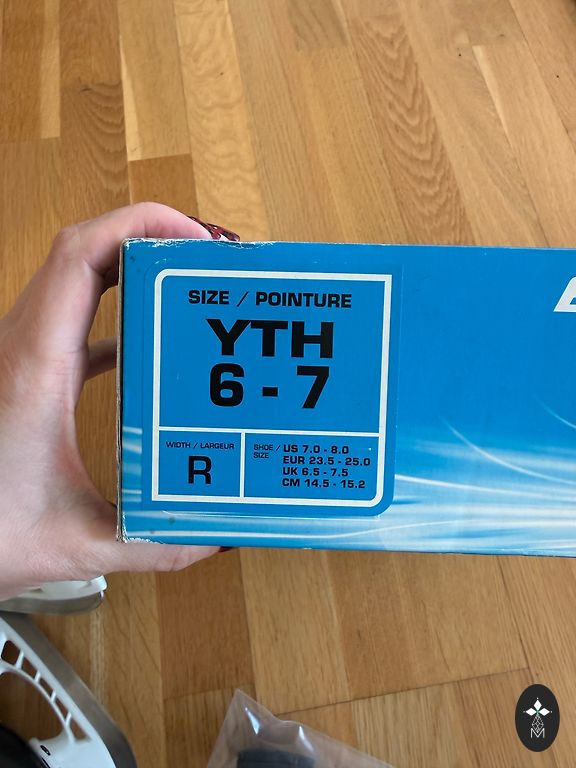 SIZE / POINTURE
YTH
6 - 7
WIDTH / LARGEUR
R
SHOE / SIZE
US 7.0 - 8.0
EUR 23.5 - 25.0
UK 6.5 - 7.5
CM 14.5 - 15.2
M